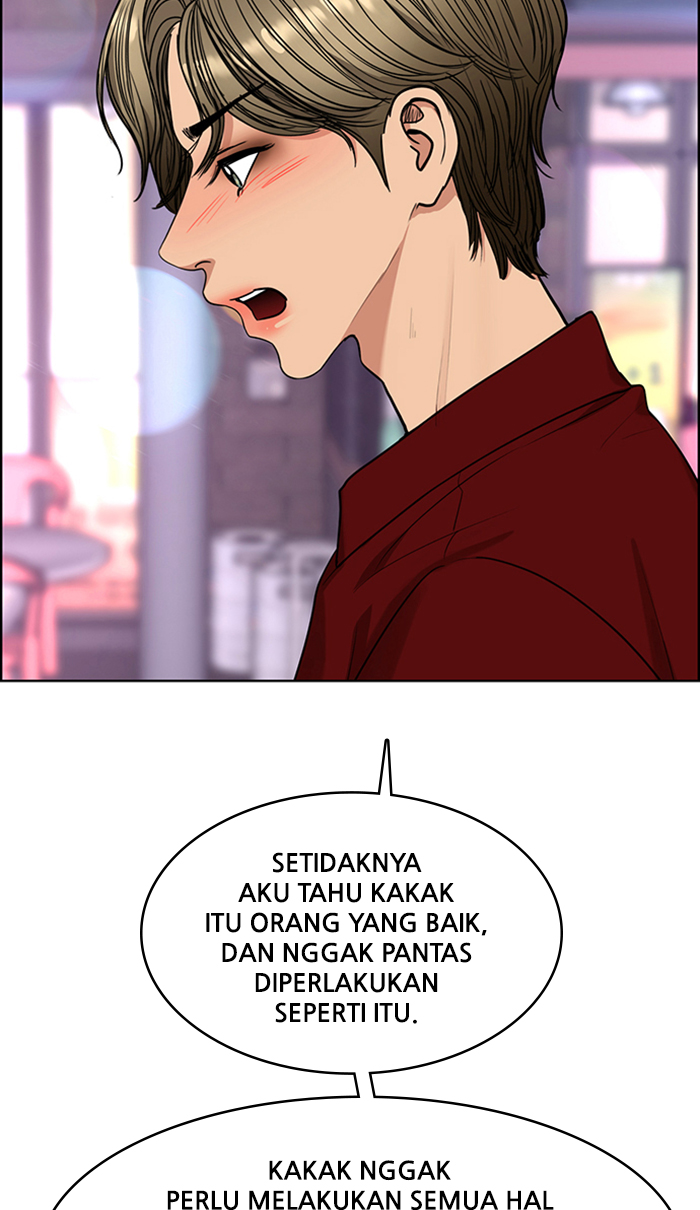 + 1
SETIDAKNYA
AKU TAHU KAKAK
ITU ORANG YANG BAIK,
DAN NGGAK PANTAS
DIPERLAKUKAN
SEPERTI ITU.
KAKAK NGGAK
PERLU MELAKUKAN SEMUA HAL